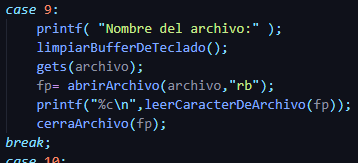 case 9:
printf( "Nombre del archivo:" );
limpiarBufferDeTeclado();
gets(archivo);
fp= abrirArchivo(archivo,"rb");
printf("%c\n",leerCaracterDeArchivo(fp));
cerraArchivo(fp);
break;
case 10: